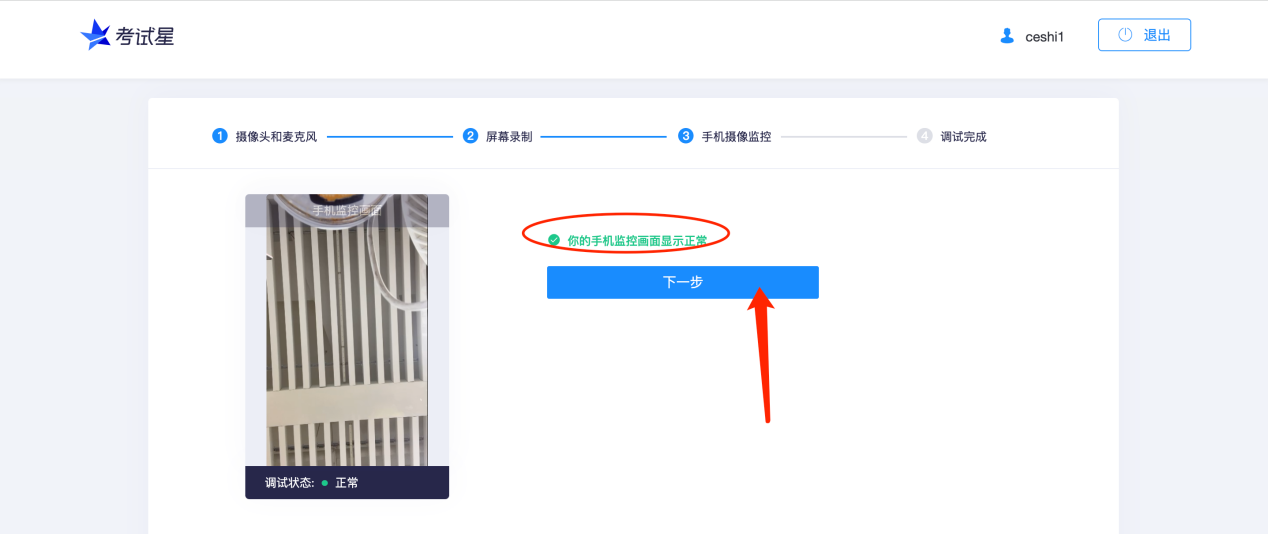 考试星
ceshi1
退出
1 摄像头和麦克风
2 屏幕录制
3 手机摄像监控
4 调试完成
手机监控画面
你的手机监控画面显示正常
下一步
调试状态: 正常